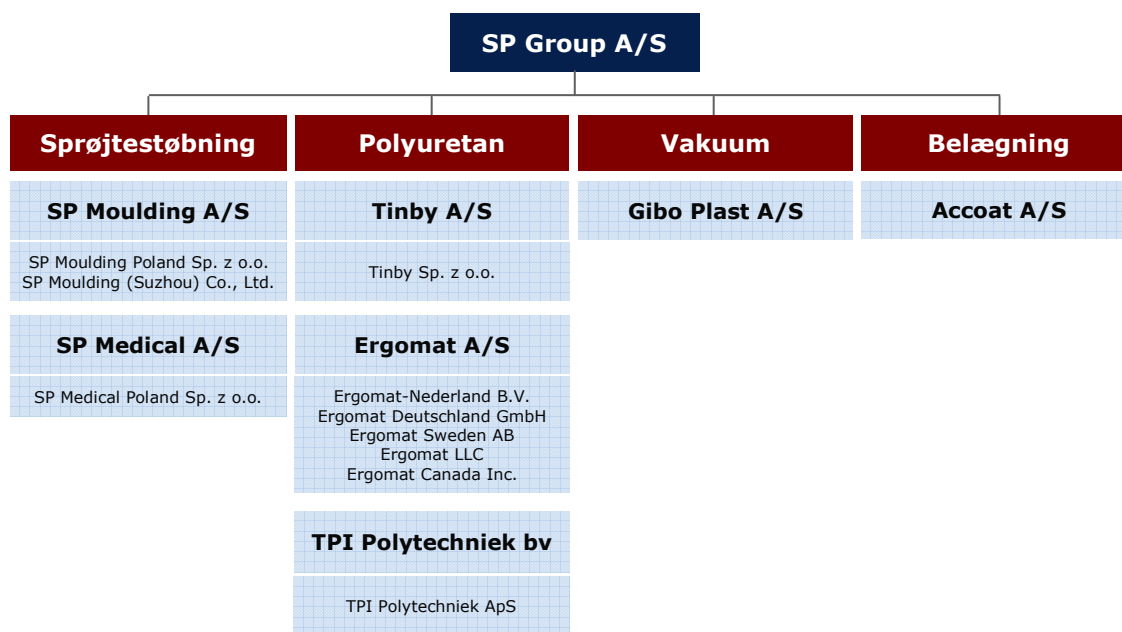 SP Group A/S
Sprøjtestøbning
Polyuretan
Vakuum
Belægning
SP Moulding A/S
Tinby A/S
Gibo Plast A/S
Accoat A/S
SP Moulding Poland Sp. z o.o.
SP Moulding (Suzhou) Co., Ltd.
Tinby Sp. z o.o.
SP Medical A/S
Ergomat A/S
SP Medical Poland Sp. z o.o.
Ergomat-Nederland B.V.
Ergomat Deutschland GmbH
Ergomat Sweden AB
Ergomat LLC
Ergomat Canada Inc.
TPI Polytechniek bv
TPI Polytechniek ApS